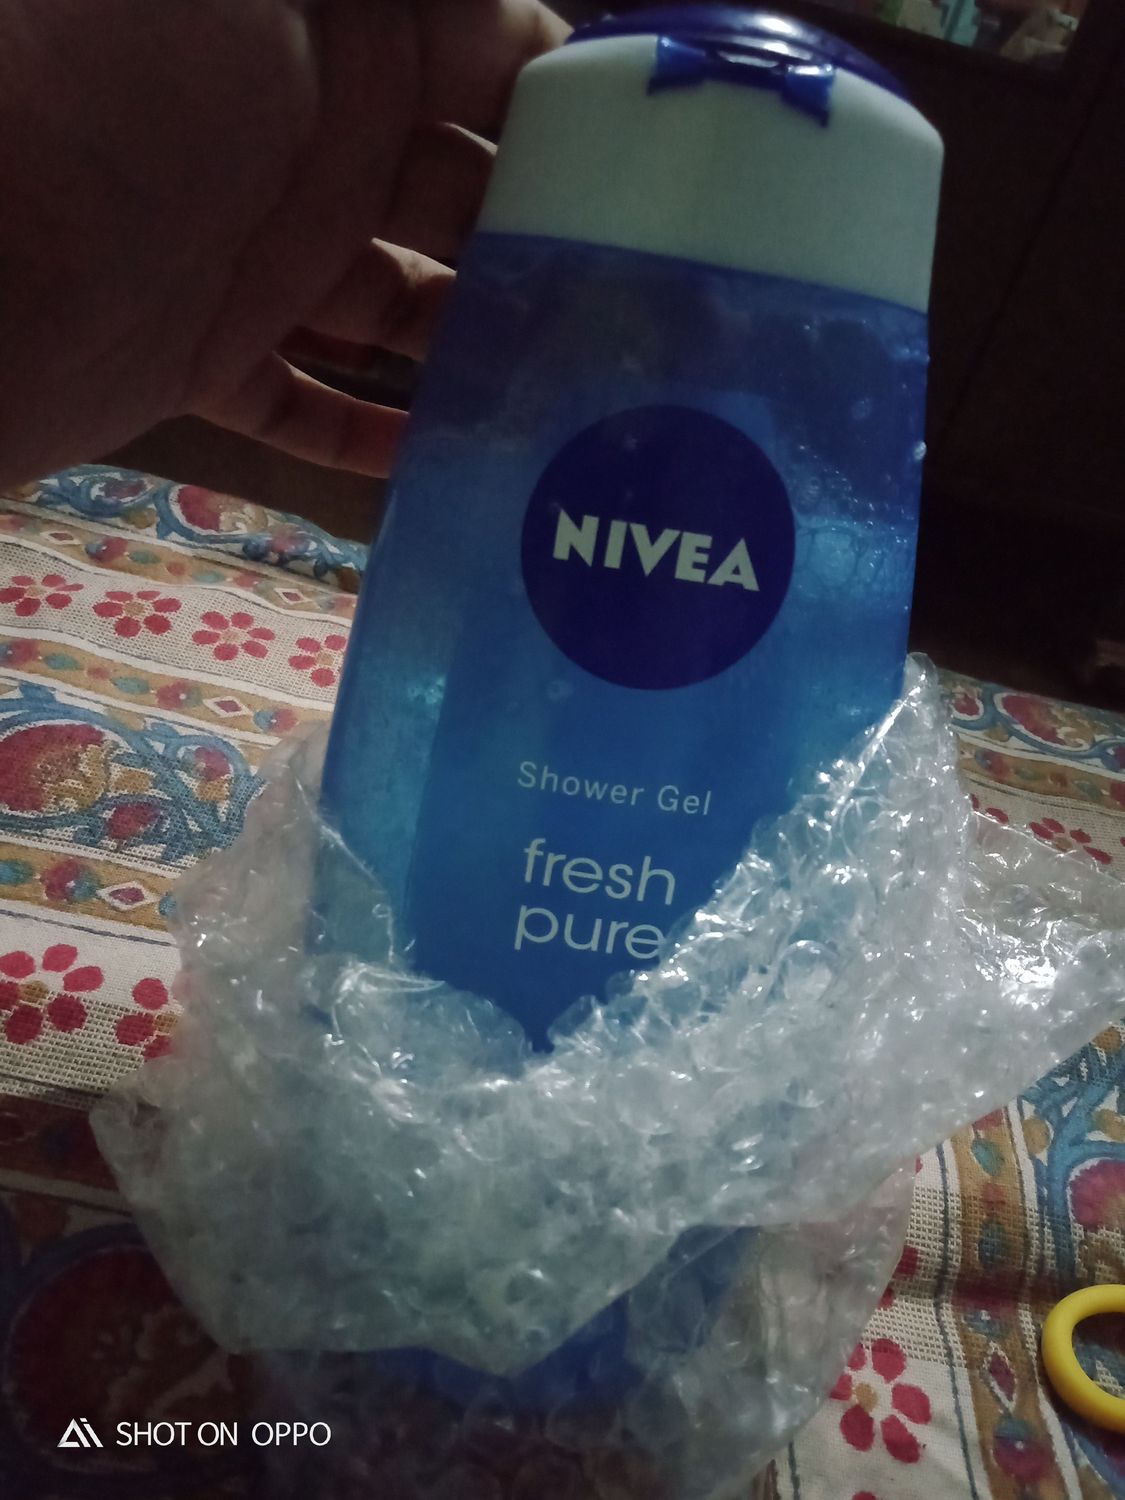 NIVEA
Shower Gel
fresh
pure
SHOT ON OPPO